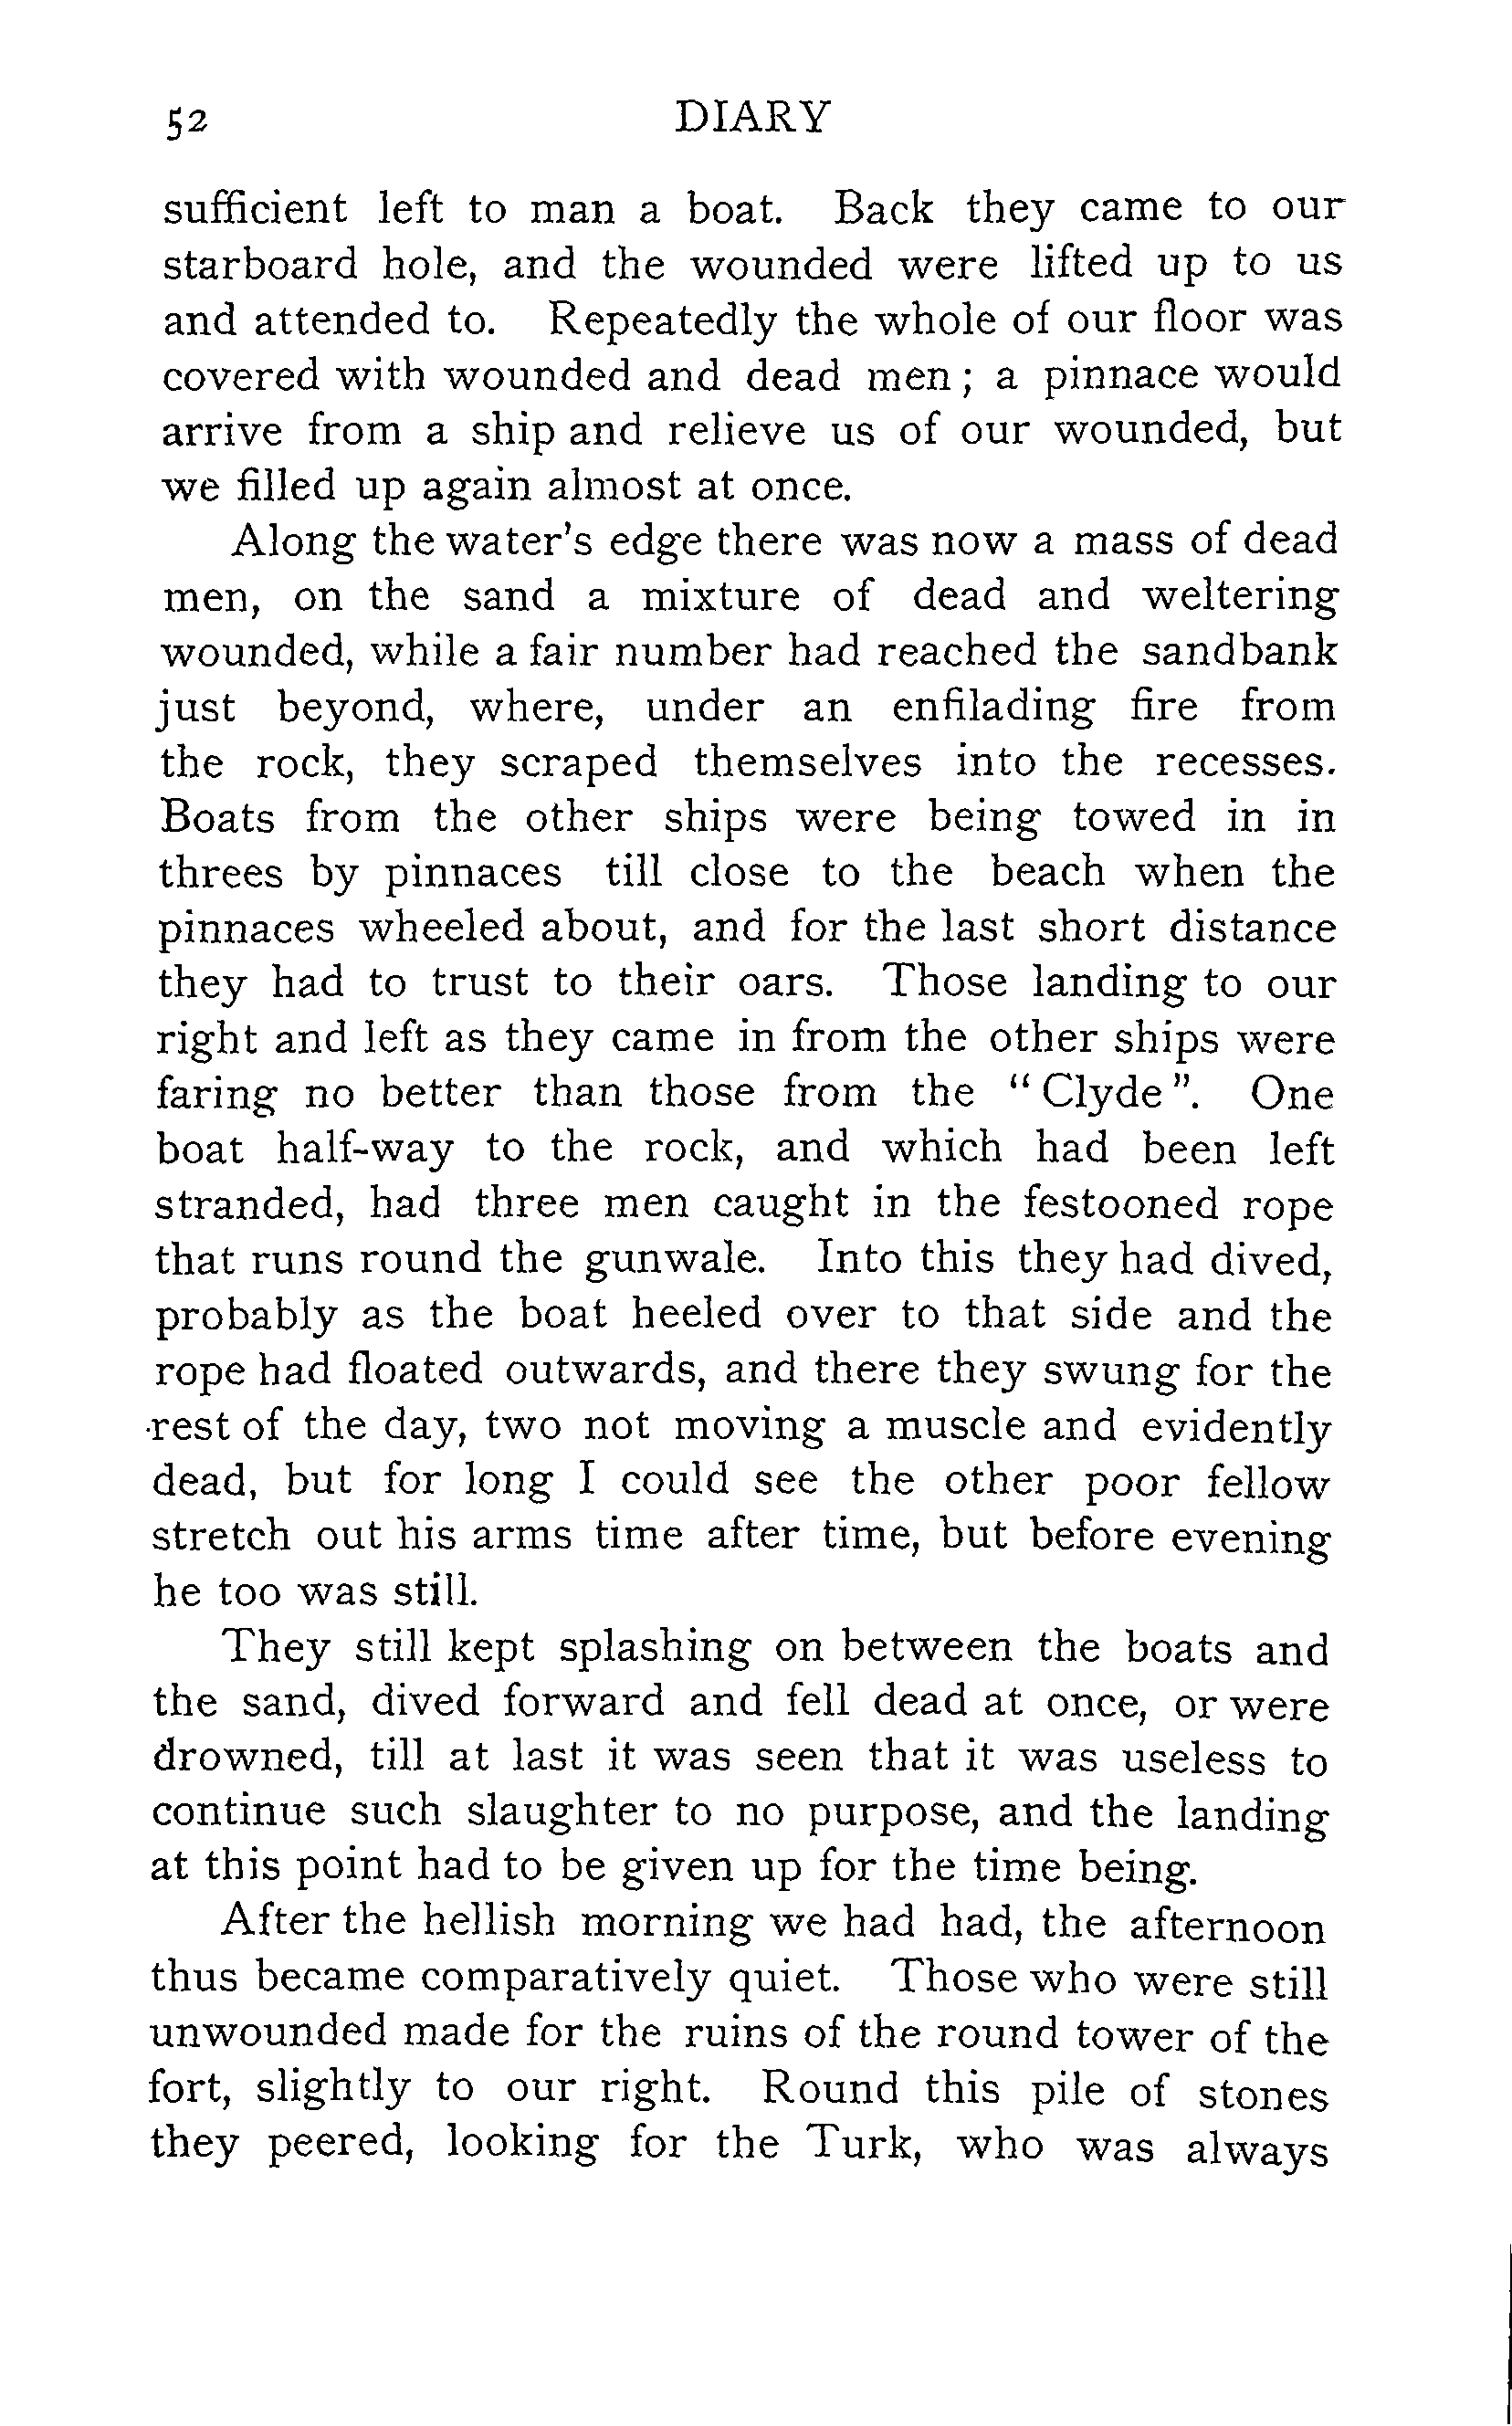 52 DIARY
sufficient left to man a boat. Back they came to our
starboard hole, and the wounded were lifted up to us
and attended to. Repeatedly the whole of our floor was
covered with wounded and dead men; a pinnace would
arrive from a ship and relieve us of our wounded, but
we filled up again almost at once.
Along the water's edge there was now a mass of dead
men, on the sand a mixture of dead and weltering
wounded, while a fair number had reached the sandbank
just beyond, where, under an enfilading fire from
the rock, they scraped themselves into the recesses.
Boats from the other ships were being towed in in
threes by pinnaces till close to the beach when the
pinnaces wheeled about, and for the last short distance
they had to trust to their oars. Those landing to our
right and left as they came in from the other ships were
faring no better than those from the "Clyde". One
boat half-way to the rock, and which had been left
stranded, had three men caught in the festooned rope
that runs round the gunwale. Into this they had dived,
probably as the boat heeled over to that side and the
rope had floated outwards, and there they swung for the
rest of the day, two not moving a muscle and evidently
dead, but for long I could see the other poor fellow
stretch out his arms time after time, but before evening
he too was still.
They still kept splashing on between the boats and
the sand, dived forward and fell dead at once, or were
drowned, till at last it was seen that it was useless to
continue such slaughter to no purpose, and the landing
at this point had to be given up for the time being.
After the hellish morning we had had, the afternoon
thus became comparatively quiet. Those who were still
unwounded made for the ruins of the round tower of the
fort, slightly to our right. Round this pile of stones
they peered, looking for the Turk, who was always